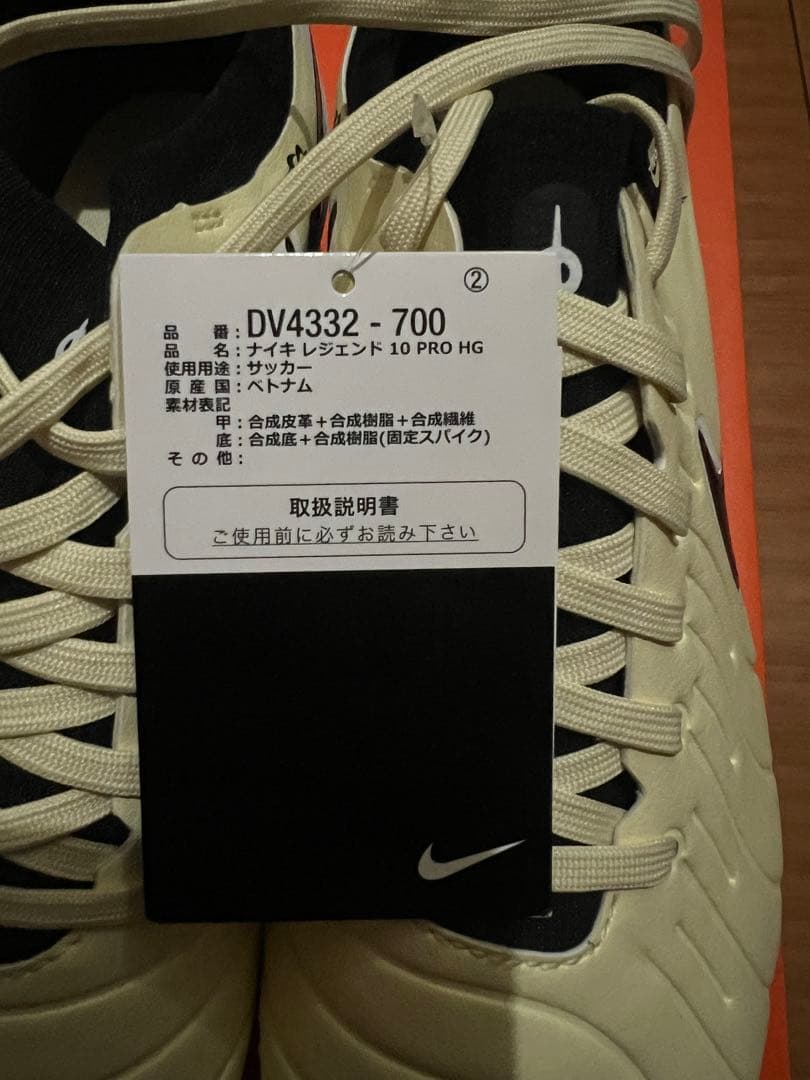 ②
品 番：DV4332 - 700
品 名：ナイキ レジェンド 10 PRO HG
使用用途：サッカー
原 産 国：ベトナム
素材表記
甲：合成皮革＋合成樹脂＋合成繊維
底：合成底＋合成樹脂(固定スパイク)
そ の 他：
取扱説明書
ご使用前に必ずお読み下さい